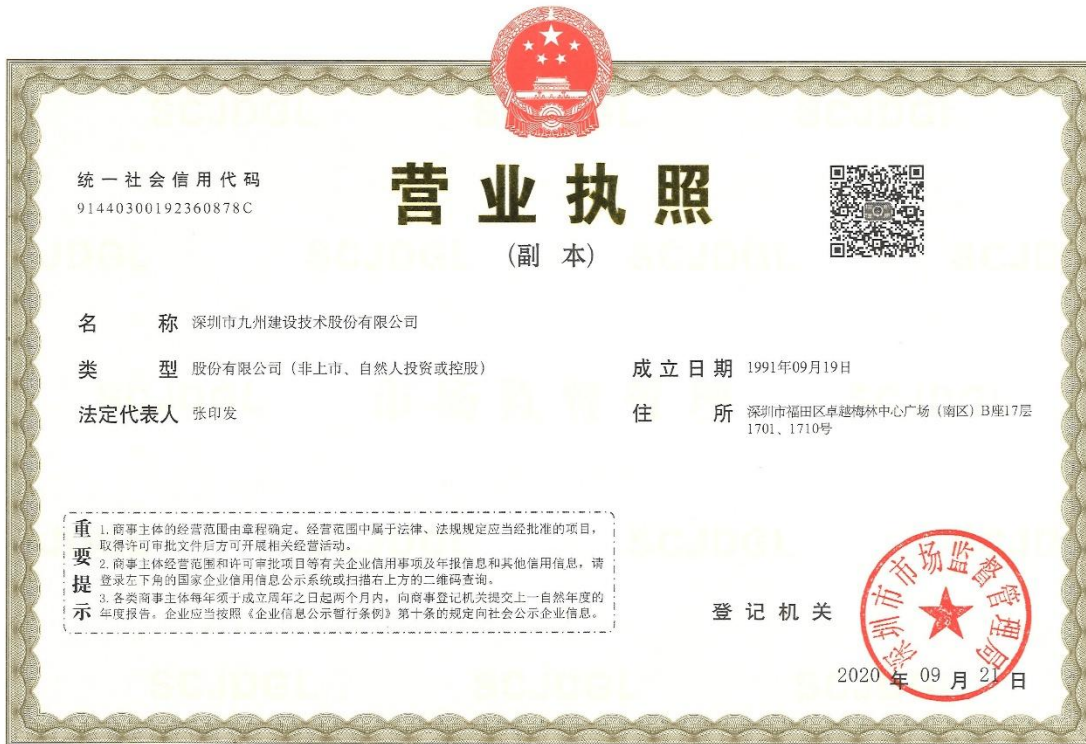 统一社会信用代码
91440300192360878C
营业执照
(副 本)
名 称 深圳市九州建设技术股份有限公司
类 型 股份有限公司（非上市、自然人投资或控股）
成立日期 1991年09月19日
法定代表人 张印发
住 所 深圳市福田区卓越梅林中心广场（南区）B座17层
1701、1710号
重要提示
1. 商事主体的经营范围由章程确定。经营范围中属于法律、法规规定应当经批准的项目，
取得许可审批文件后方可开展相关经营活动。
2. 商事主体经营范围和许可审批项目等有关企业信用事项及年报信息和其他信用信息，请
登录左下角的国家企业信用信息公示系统或扫描右上方的二维码查询。
3. 各类商事主体每年须于成立周年之日起两个月内，向商事登记机关提交上一自然年度的
年度报告。企业应当按照《企业信息公示暂行条例》第十条的规定向社会公示企业信息。
登记机关
深圳市市场监督管理局
2020 年 09 月 21 日